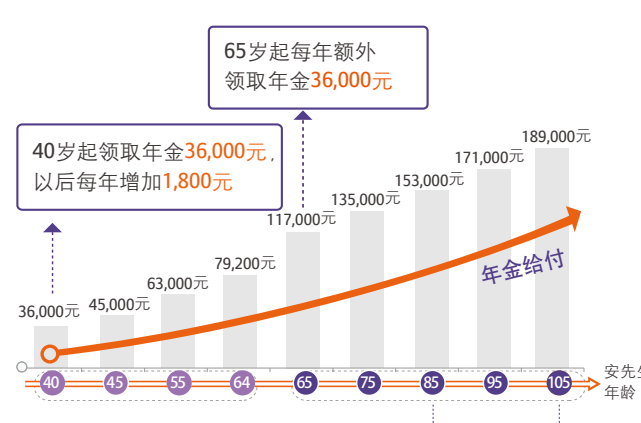 65岁起每年额外
领取年金36,000元
40岁起领取年金36,000元，
以后每年增加1,800元
36,000元
45,000元
63,000元
79,200元
117,000元
135,000元
153,000元
171,000元
189,000元
年金给付
40
45
55
64
65
75
85
95
105
安先生
年龄